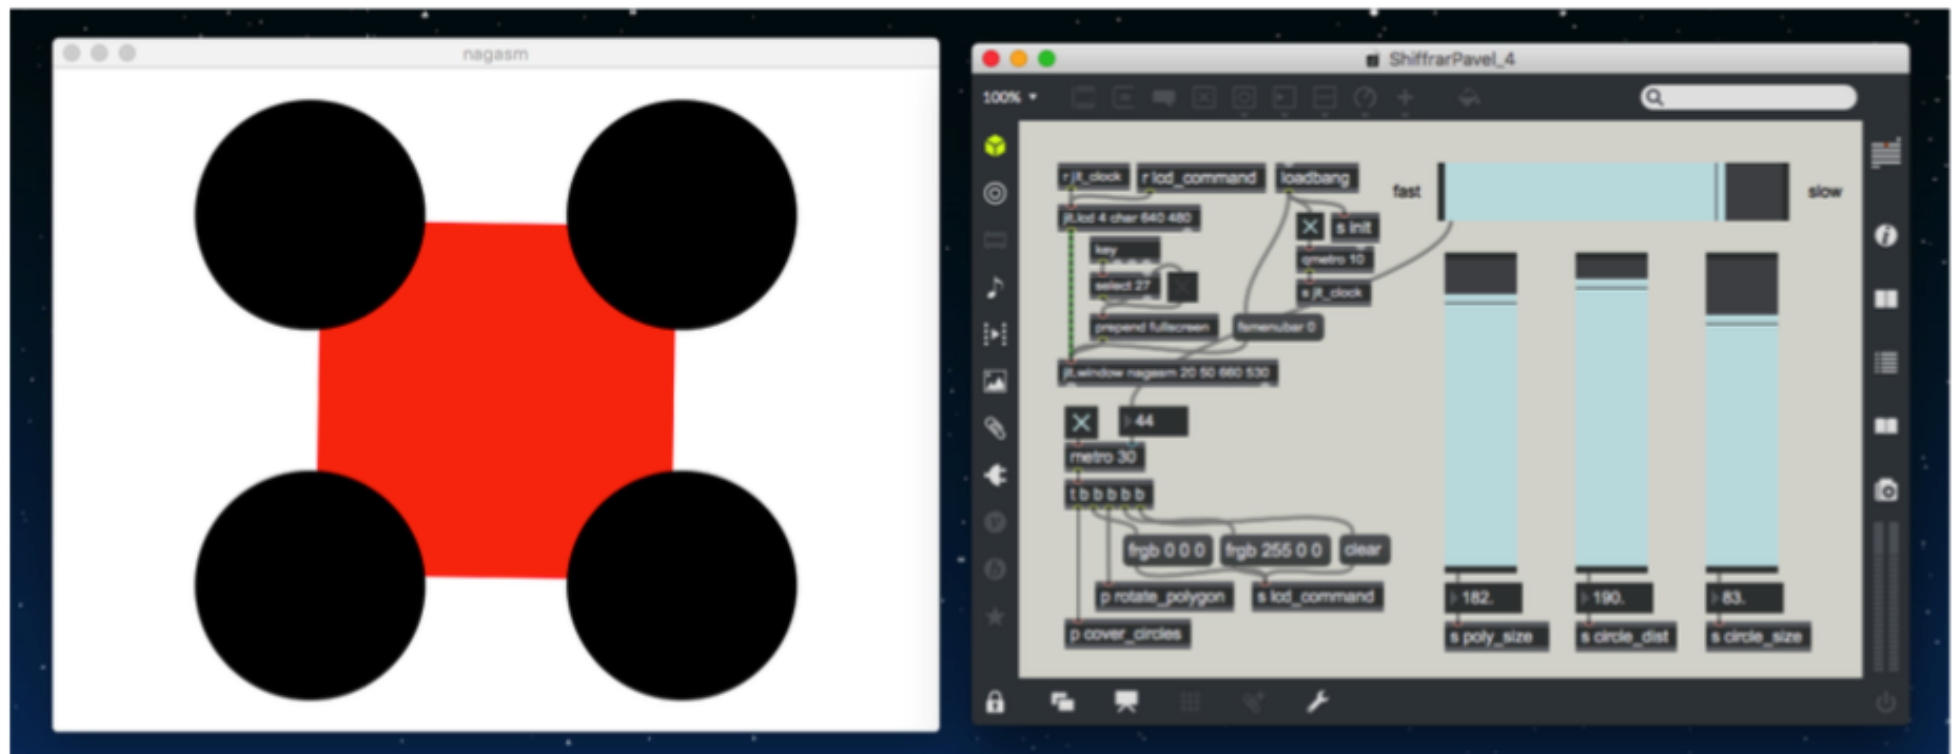 nagasm
ShiffrarPavel_4
100%
r jit_clock
r lcd_command
loadbang
fast
slow
jit.lcd 4 char 640 480
s init
key
qmetro 10
select 27
s jit_clock
prepend fullscreen
fsmenubar 0
jit.window nagasm 20 50 660 530
44
metro 30
t b b b b b
frgb 0 0 0
frgb 255 0 0
clear
p rotate_polygon
s lcd_command
182.
190.
83.
p cover_circles
s poly_size
s circle_dist
s circle_size